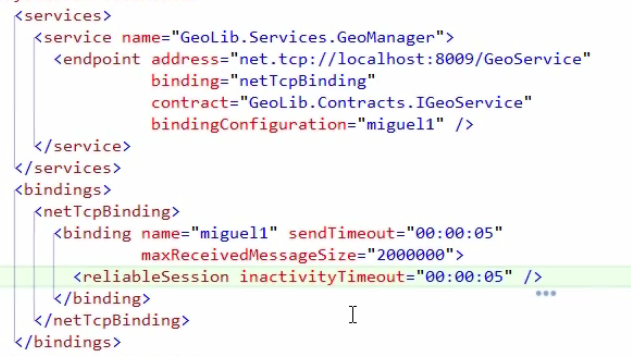 <services>
<service name="GeoLib.Services.GeoManager">
<endpoint address="net.tcp://localhost:8009/GeoService"
binding="netTcpBinding"
contract="GeoLib.Contracts.IGeoService"
bindingConfiguration="miguel1" />
</service>
</services>
<bindings>
<netTcpBinding>
<binding name="miguel1" sendTimeout="00:00:05"
maxReceivedMessageSize="2000000">
<reliableSession inactivityTimeout="00:00:05" />
</binding>
</netTcpBinding>
</bindings>